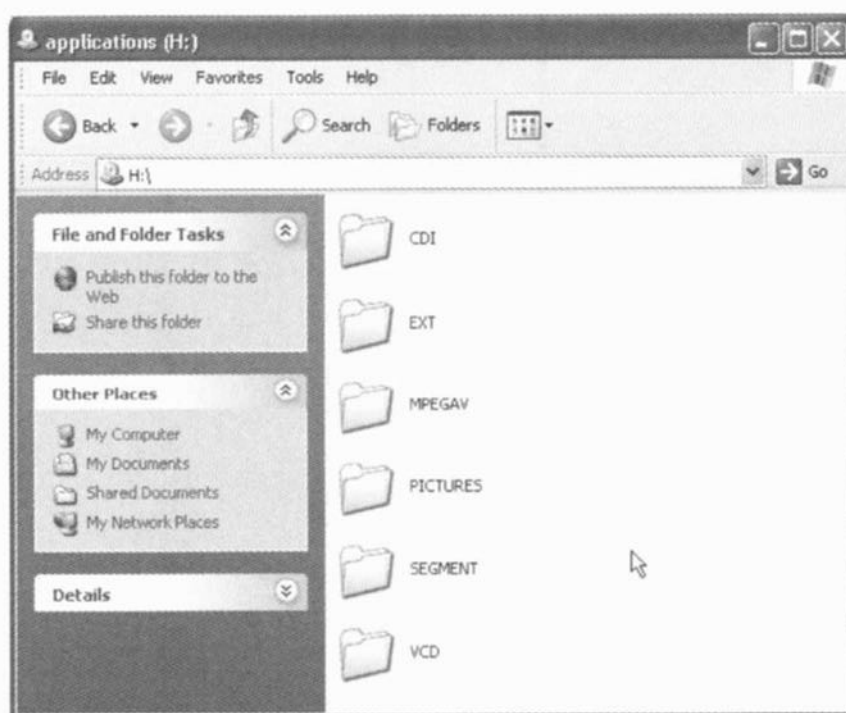 applications (H:)
File Edit View Favorites Tools Help
Back Search Folders
Address H:\ Go
File and Folder Tasks
Publish this folder to the
Web
Share this folder
Other Places
My Computer
My Documents
Shared Documents
My Network Places
Details
CDI
EXT
MPEGAV
PICTURES
SEGMENT
VCD